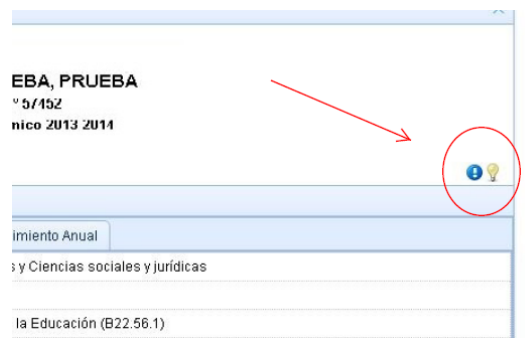 EBA, PRUEBA
º 57452
nico 2013 2014
imiento Anual
s y Ciencias sociales y jurídicas
la Educación (B22.56.1)